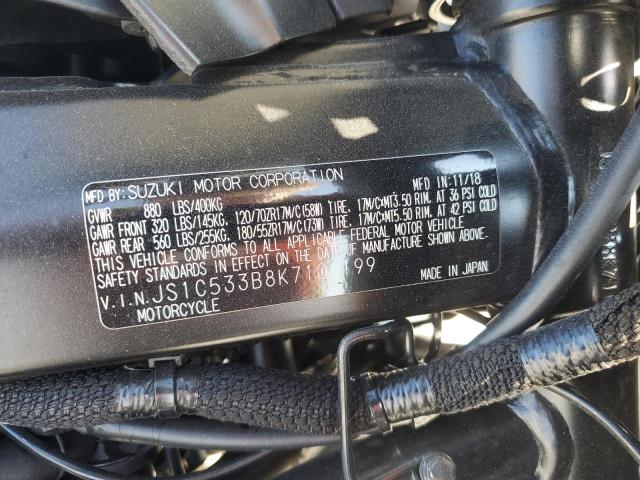 MFD BY: SUZUKI MOTOR CORPORATION MFD IN: 11/18
GVWR 880 LBS/400KG
GAWR FRONT 320 LBS/145KG, 120/70ZR17M/C(58W) TIRE, 17M/C×MT3.50 RIM, AT 36 PSI COLD
GAWR REAR 560 LBS/255KG, 180/55ZR17M/C(73W) TIRE, 17M/C×MT5.50 RIM, AT 42 PSI COLD
THIS VEHICLE CONFORMS TO ALL APPLICABLE FEDERAL MOTOR VEHICLE
SAFETY STANDARDS IN EFFECT ON THE DATE OF MANUFACTURE SHOWN ABOVE
V.I.N.
MOTORCYCLE MADE IN JAPAN